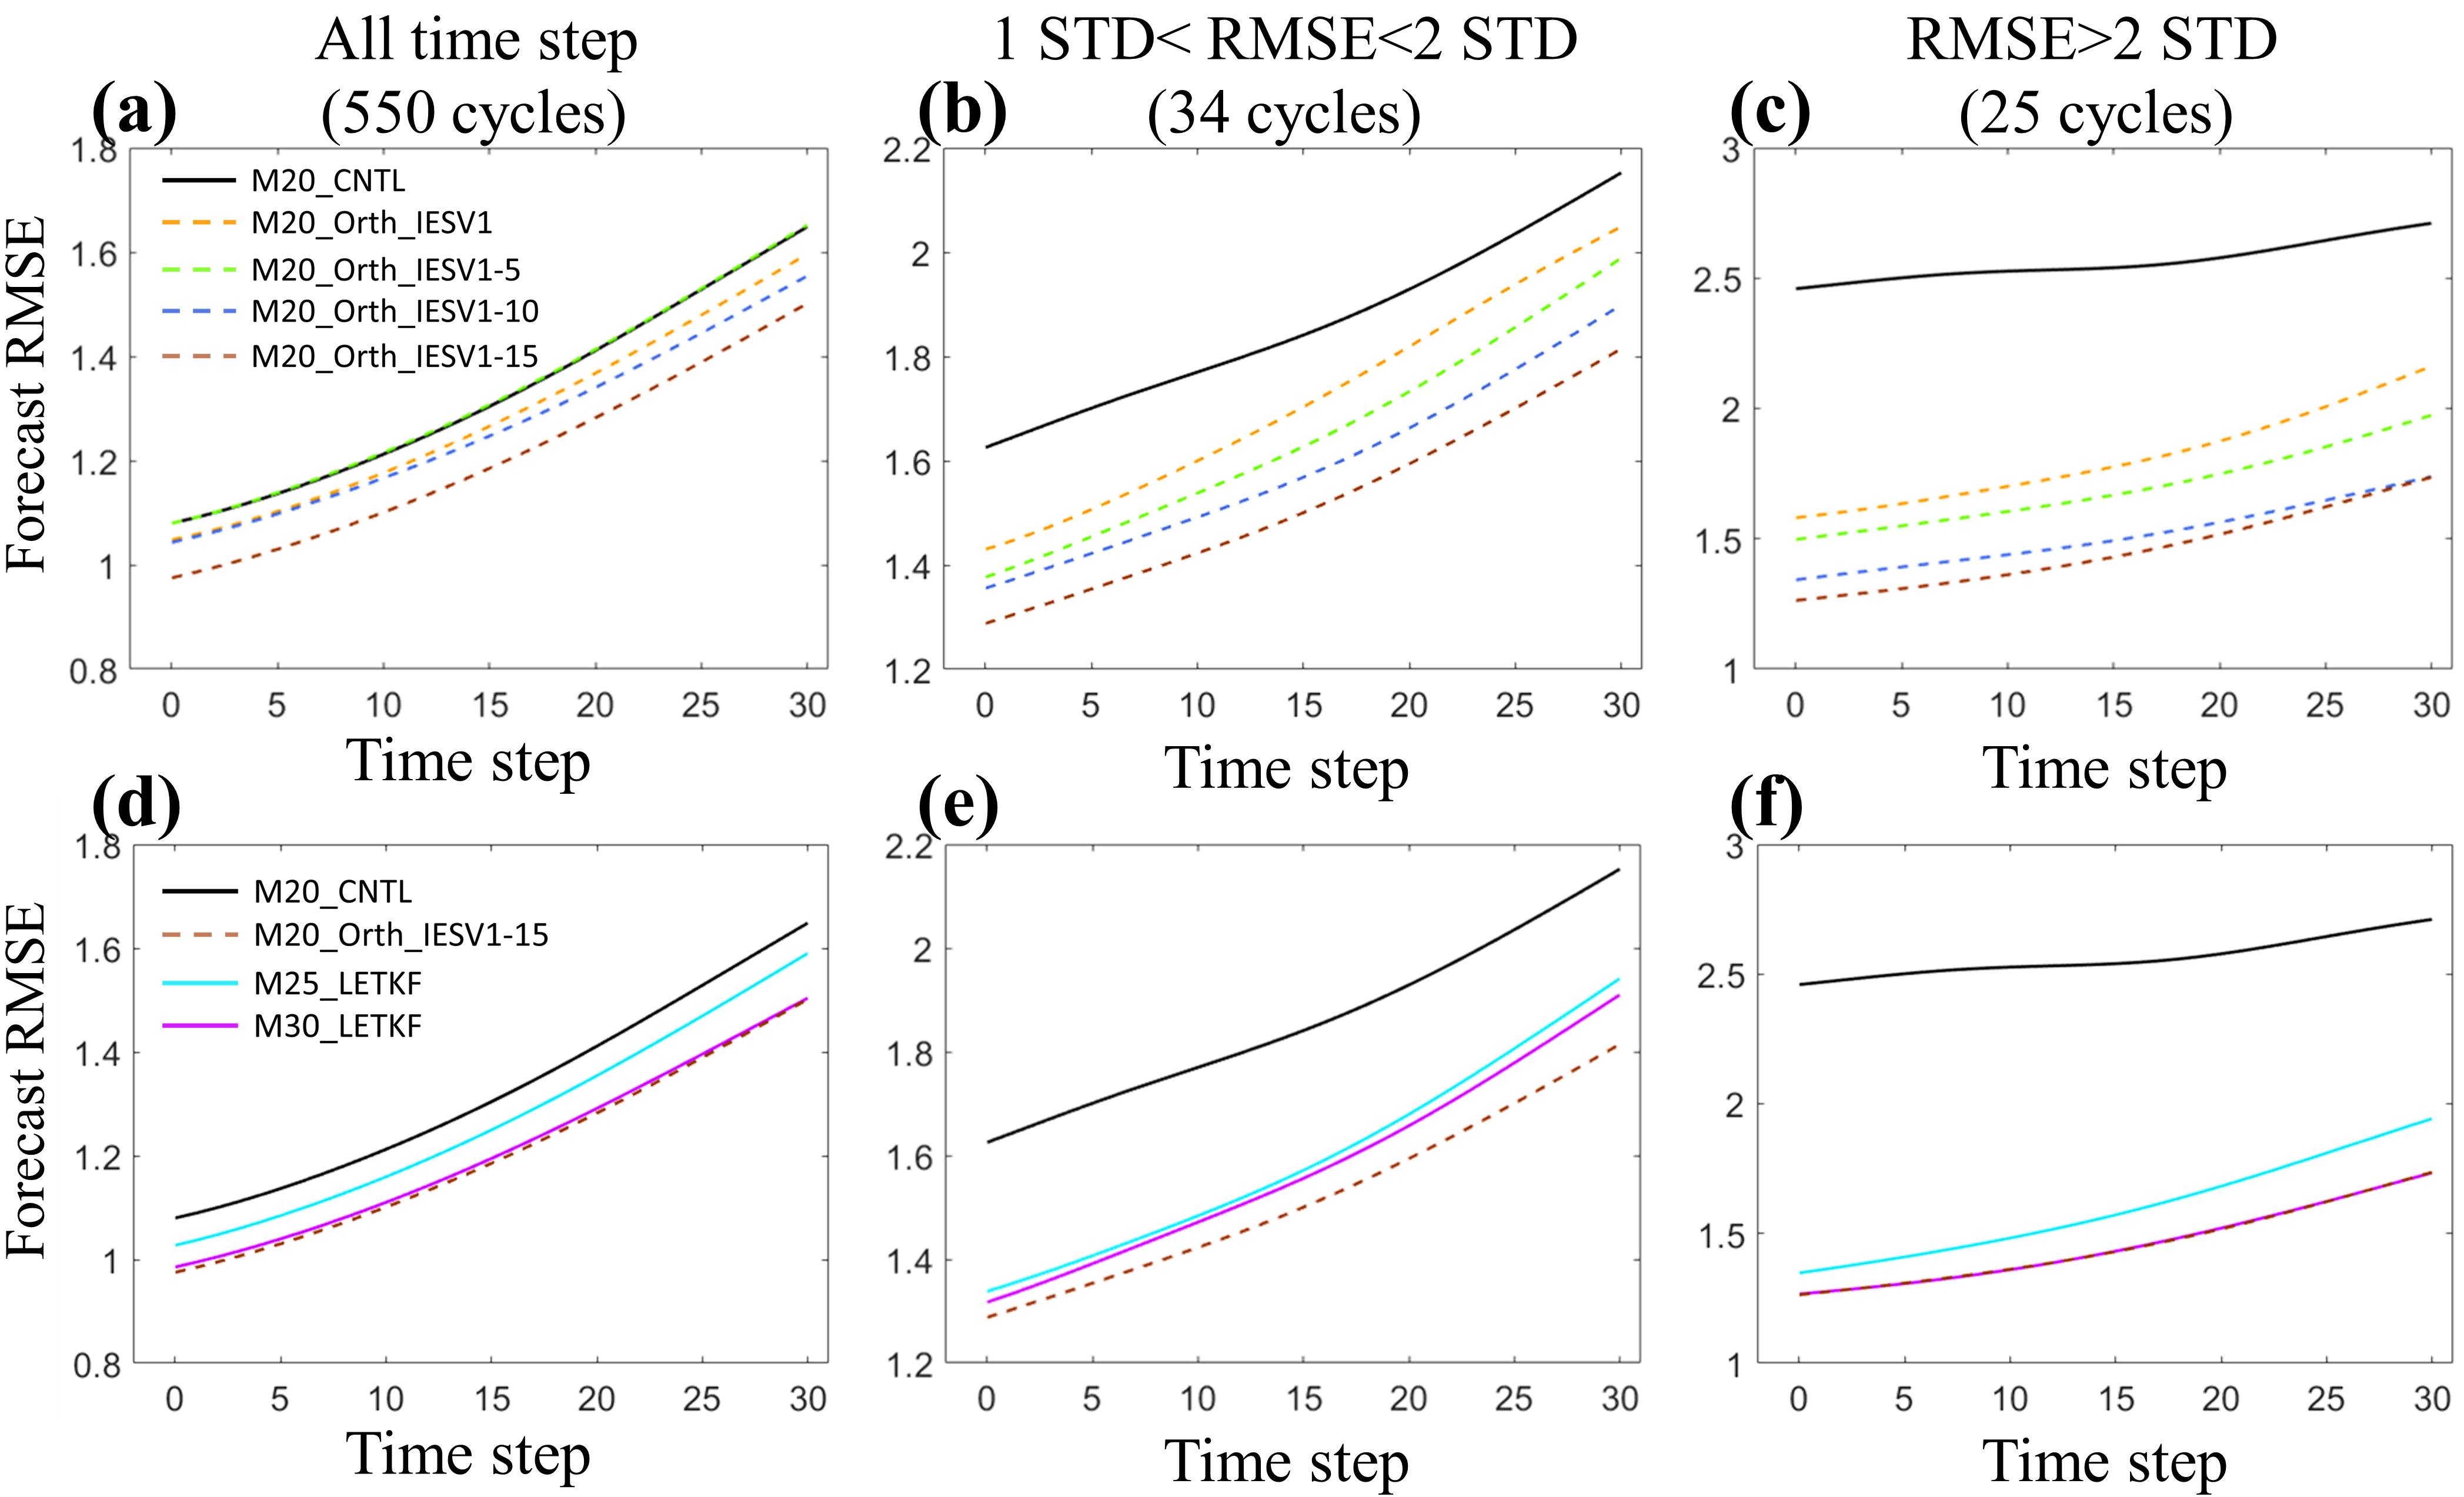 All time step
(550 cycles)
1 STD< RMSE<2 STD
(34 cycles)
RMSE>2 STD
(25 cycles)
(a)
Forecast RMSE
1.8
1.6
1.4
1.2
1
0.8
M20_CNTL
M20_Orth_IESV1
M20_Orth_IESV1-5
M20_Orth_IESV1-10
M20_Orth_IESV1-15
0 5 10 15 20 25 30
Time step
(b)
2.2
2
1.8
1.6
1.4
1.2
0 5 10 15 20 25 30
Time step
(c)
3
2.5
2
1.5
1
0 5 10 15 20 25 30
Time step
(d)
Forecast RMSE
1.8
1.6
1.4
1.2
1
0.8
M20_CNTL
M20_Orth_IESV1-15
M25_LETKF
M30_LETKF
0 5 10 15 20 25 30
Time step
(e)
2.2
2
1.8
1.6
1.4
1.2
0 5 10 15 20 25 30
Time step
(f)
3
2.5
2
1.5
1
0 5 10 15 20 25 30
Time step